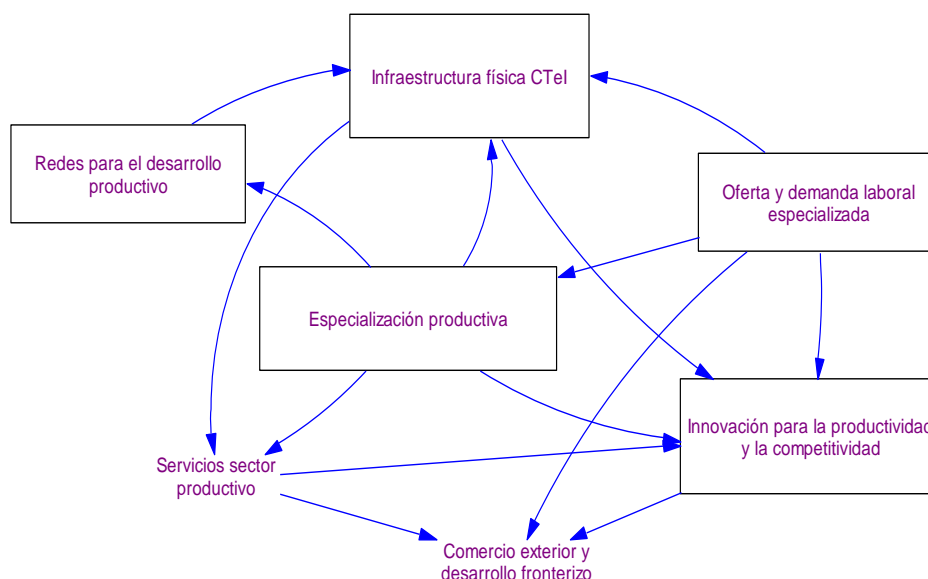 Infraestructura física CTeI
Redes para el desarrollo
productivo
Oferta y demanda laboral
especializada
Especialización productiva
Innovación para la productividad
y la competitividad
Servicios sector
productivo
Comercio exterior y
desarrollo fronterizo